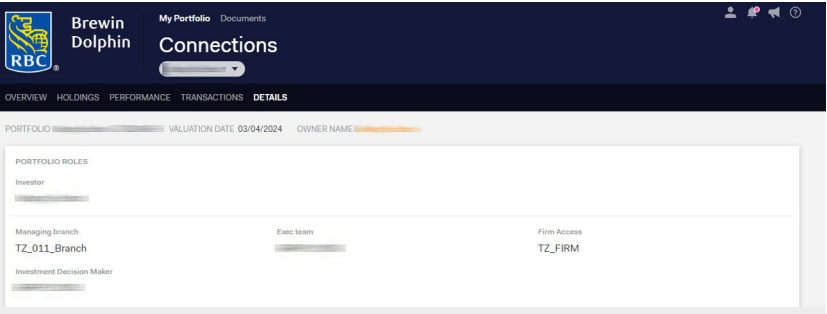 RBC
®
Brewin
Dolphin
My Portfolio Documents
Connections
OVERVIEW HOLDINGS PERFORMANCE TRANSACTIONS DETAILS
PORTFOLIO VALUATION DATE 03/04/2024 OWNER NAME
PORTFOLIO ROLES
Investor
Managing branch Exec team Firm Access
TZ_011_Branch TZ_FIRM
Investment Decision Maker